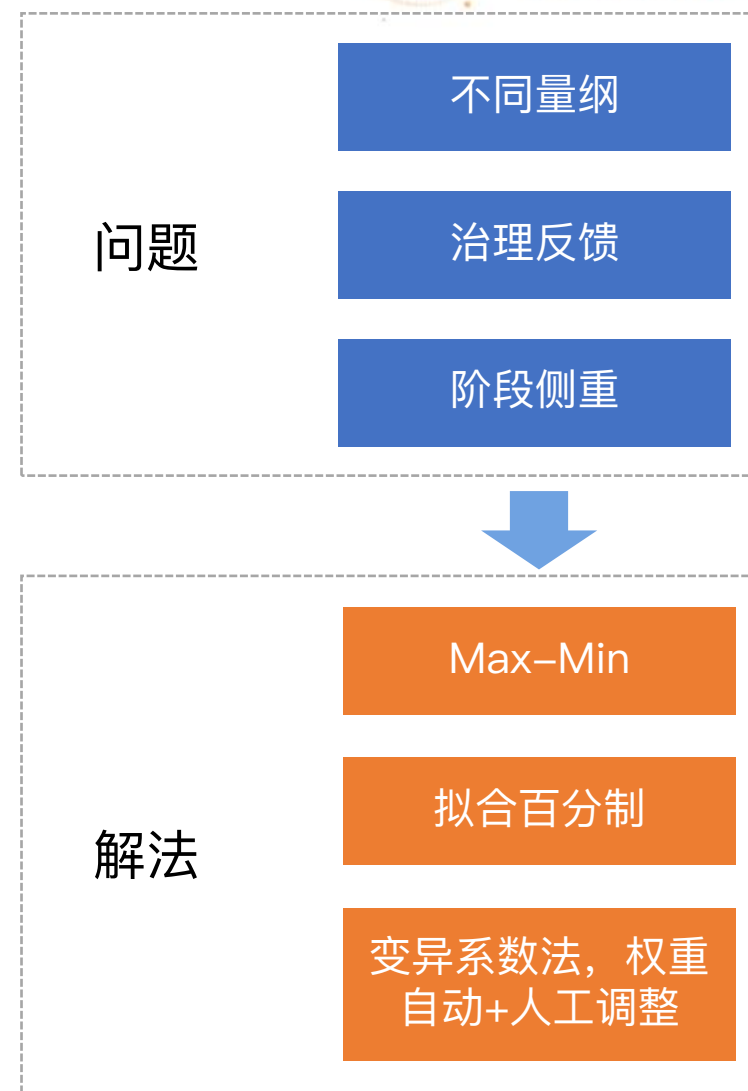 问题
不同量纲
治理反馈
阶段侧重
解法
Max–Min
拟合百分制
变异系数法，权重
自动+人工调整